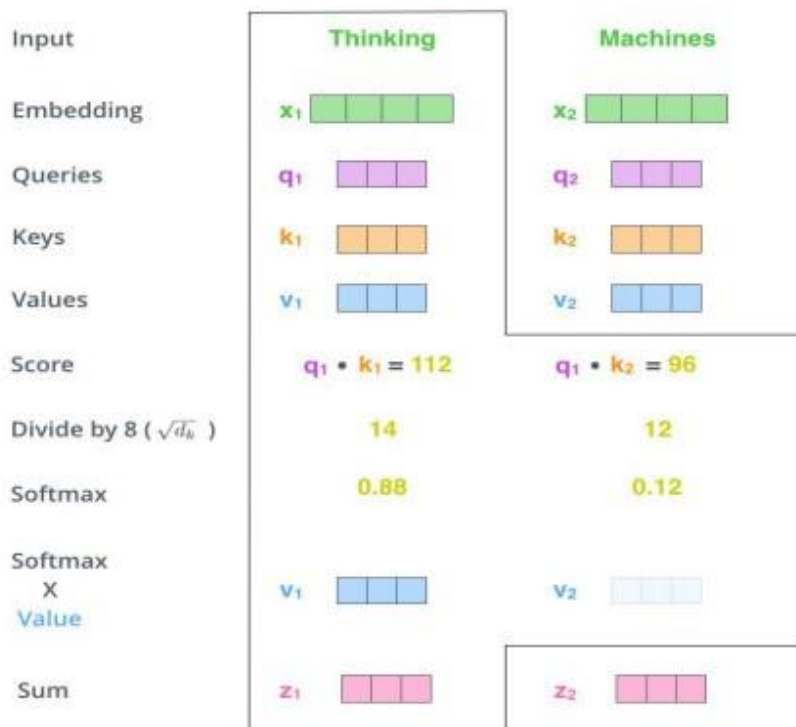 Input Thinking Machines
Embedding x₁ x₂
Queries q₁ q₂
Keys k₁ k₂
Values v₁ v₂
Score q₁ • k₁ = 112 q₁ • k₂ = 96
Divide by 8 ( √dₖ ) 14 12
Softmax 0.88 0.12
Softmax
X v₁ v₂
Value
Sum z₁ z₂